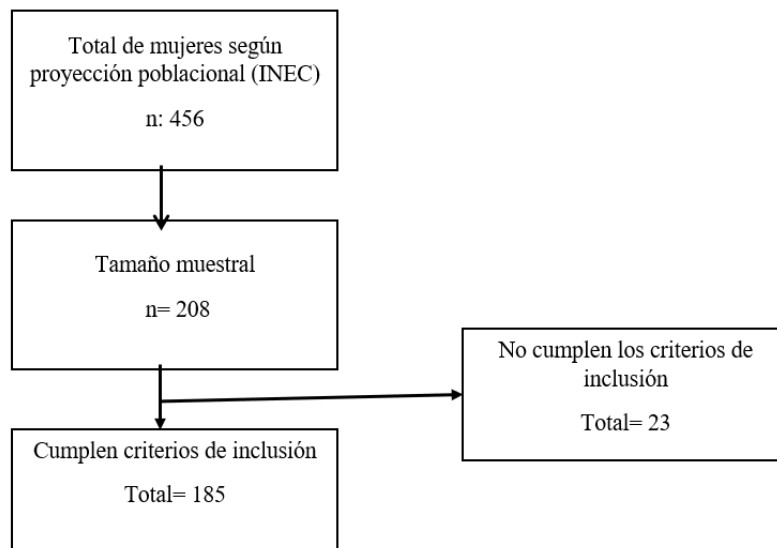 Total de mujeres según
proyección poblacional (INEC)
n: 456
Tamaño muestral
n= 208
No cumplen los criterios de
inclusión
Total= 23
Cumplen criterios de inclusión
Total= 185